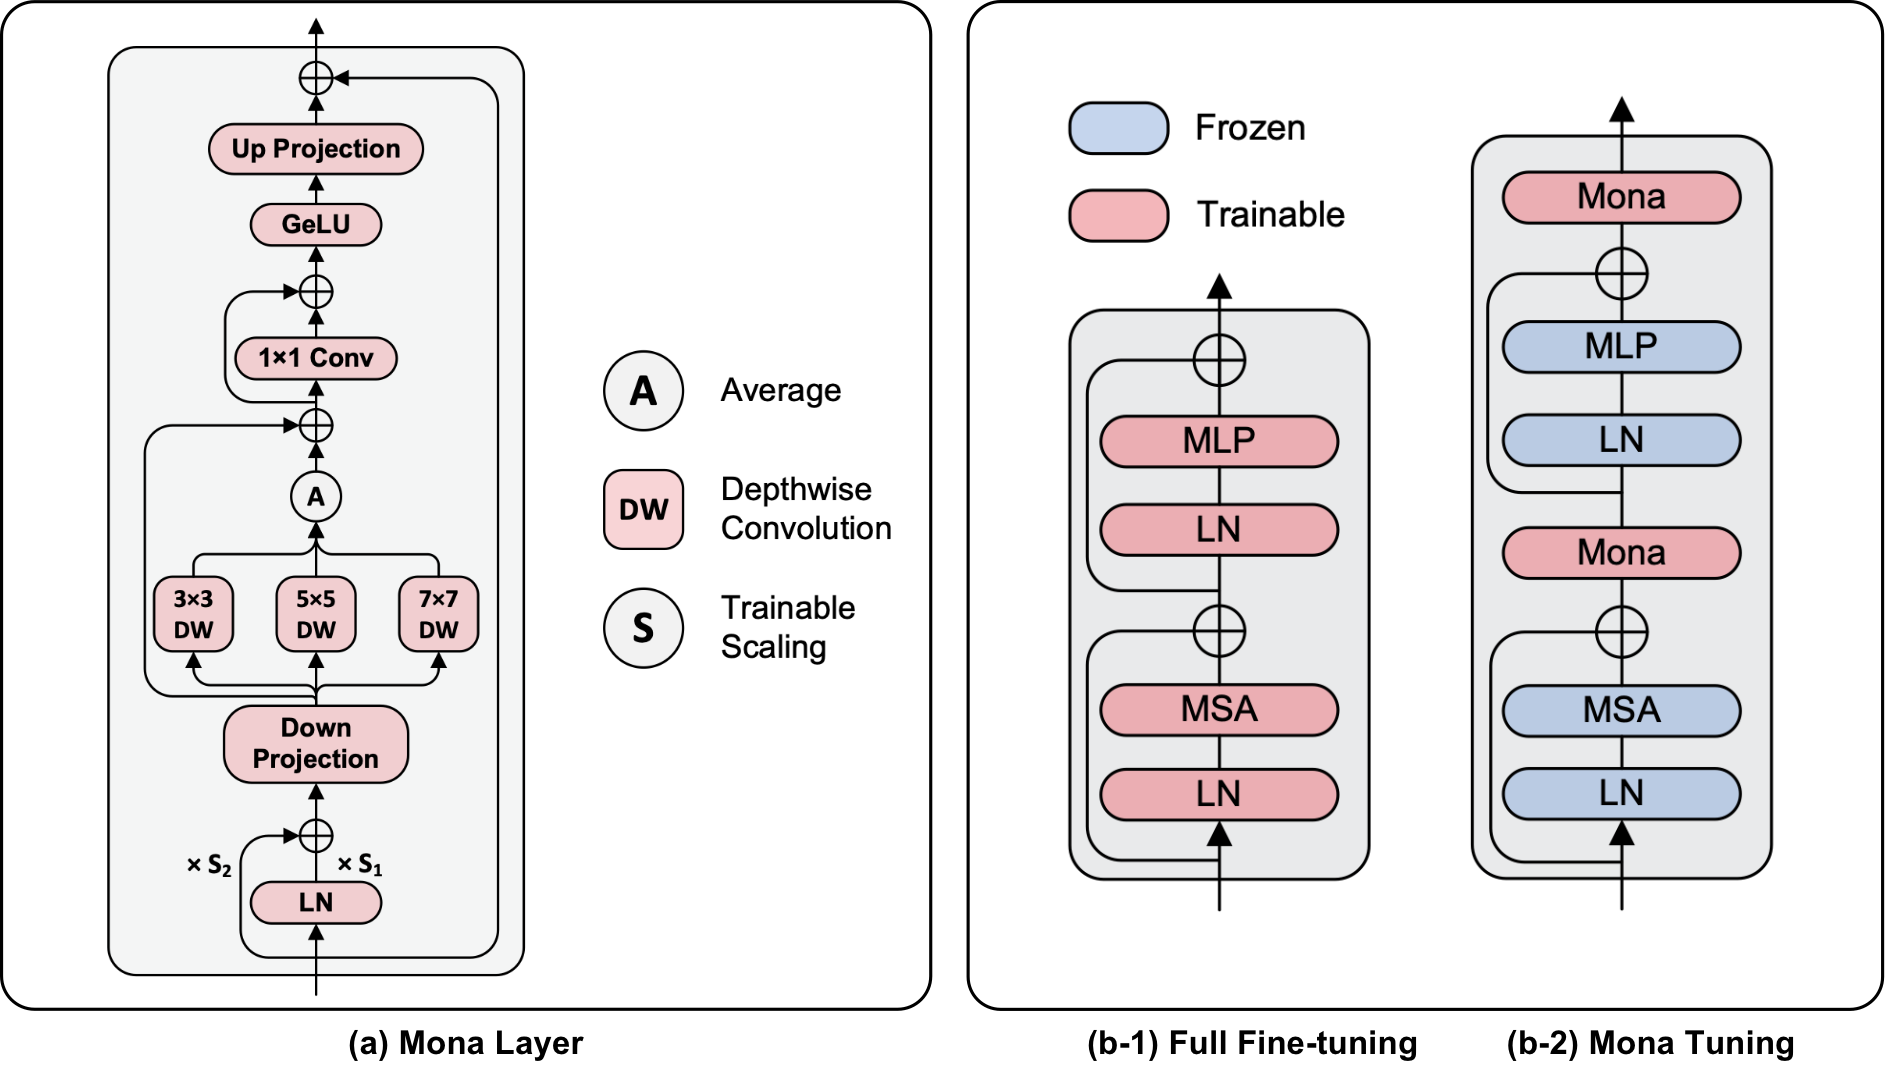 Up Projection
GeLU
1×1 Conv
A
3×3
DW
5×5
DW
7×7
DW
Down
Projection
× S₂
× S₁
LN
A
Average
DW
Depthwise
Convolution
S
Trainable
Scaling
(a) Mona Layer
Frozen
Trainable
MLP
LN
MSA
LN
(b-1) Full Fine-tuning
Mona
MLP
LN
Mona
MSA
LN
(b-2) Mona Tuning